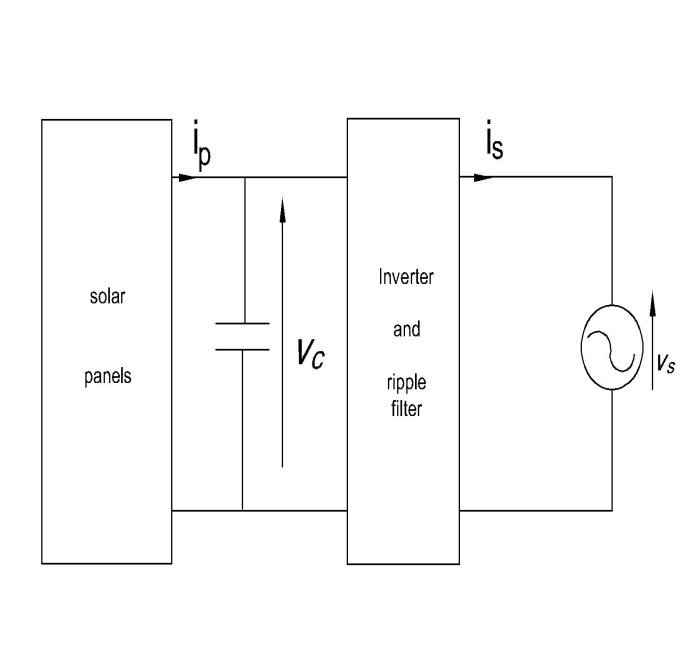 i_p
i_s
solar
panels
v_c
Inverter
and
ripple
filter
v_s